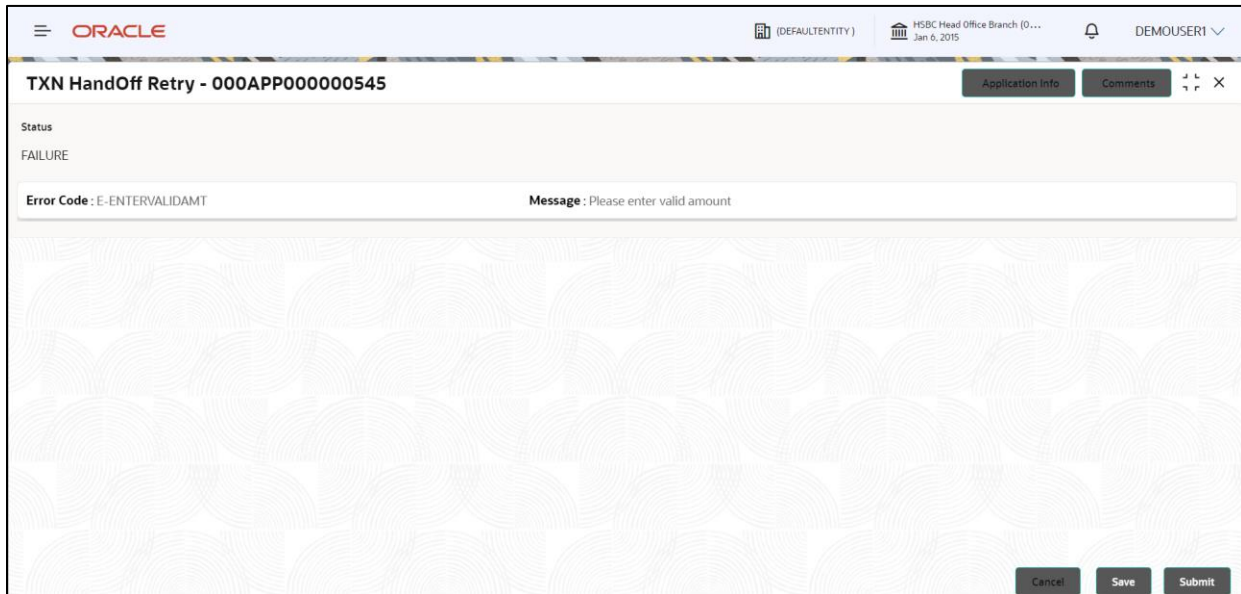 ORACLE
(DEFAULTENTITY)
HSBC Head Office Branch (0...
Jan 6, 2015
DEMOUSER1
TXN HandOff Retry - 000APP000000545
Application Info
Comments
Status
FAILURE
Error Code : E-ENTERVALIDAMT
Message : Please enter valid amount
Cancel
Save
Submit